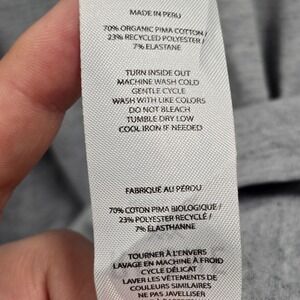 MADE IN PERU
70% ORGANIC PIMA COTTON /
23% RECYCLED POLYESTER /
7% ELASTANE
TURN INSIDE OUT
MACHINE WASH COLD
GENTLE CYCLE
WASH WITH LIKE COLORS
DO NOT BLEACH
TUMBLE DRY LOW
COOL IRON IF NEEDED
FABRIQUÉ AU PÉROU
70% COTON PIMA BIOLOGIQUE /
23% POLYESTER RECYCLÉ /
7% ÉLASTHANNE
TOURNER À L'ENVERS
LAVAGE EN MACHINE À FROID
CYCLE DÉLICAT
LAVER LES VÊTEMENTS DE
COULEURS SIMILAIRES
NE PAS JAVELLISER